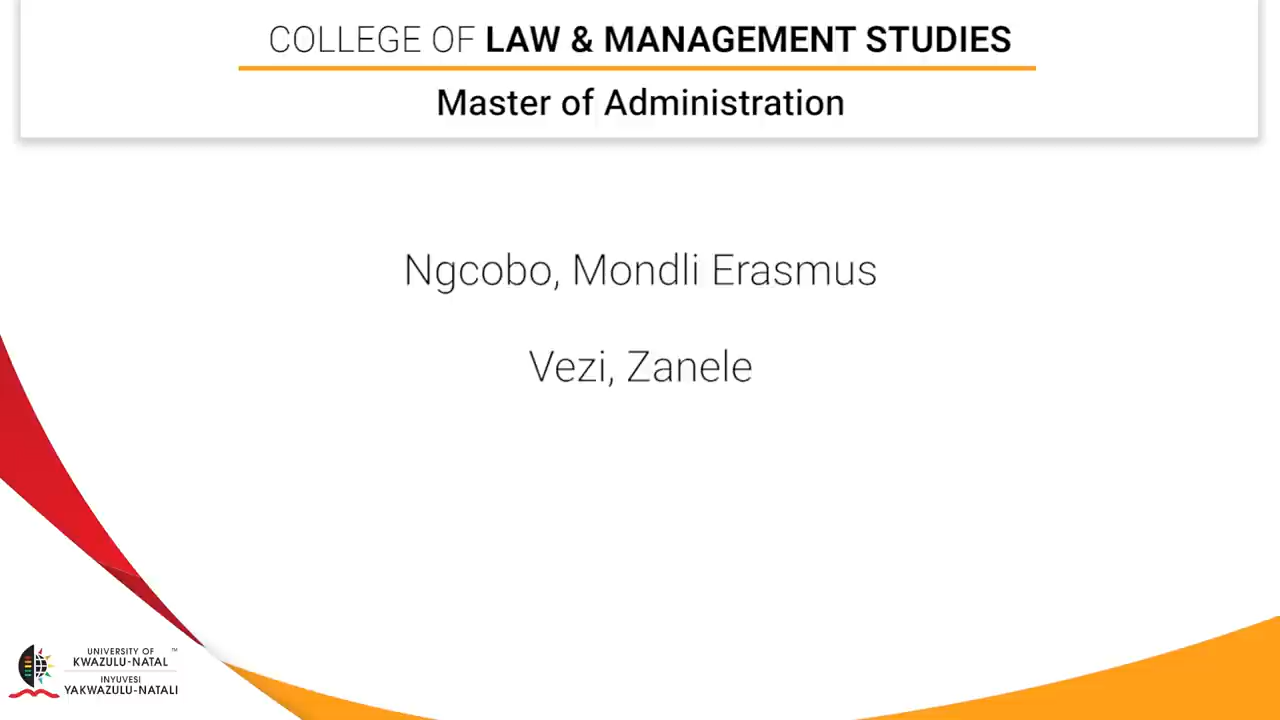 COLLEGE OF LAW & MANAGEMENT STUDIES
Master of Administration
Ngcobo, Mondli Erasmus
Vezi, Zanele
UNIVERSITY OF ™
KWAZULU-NATAL
INYUVESI
YAKWAZULU-NATALI